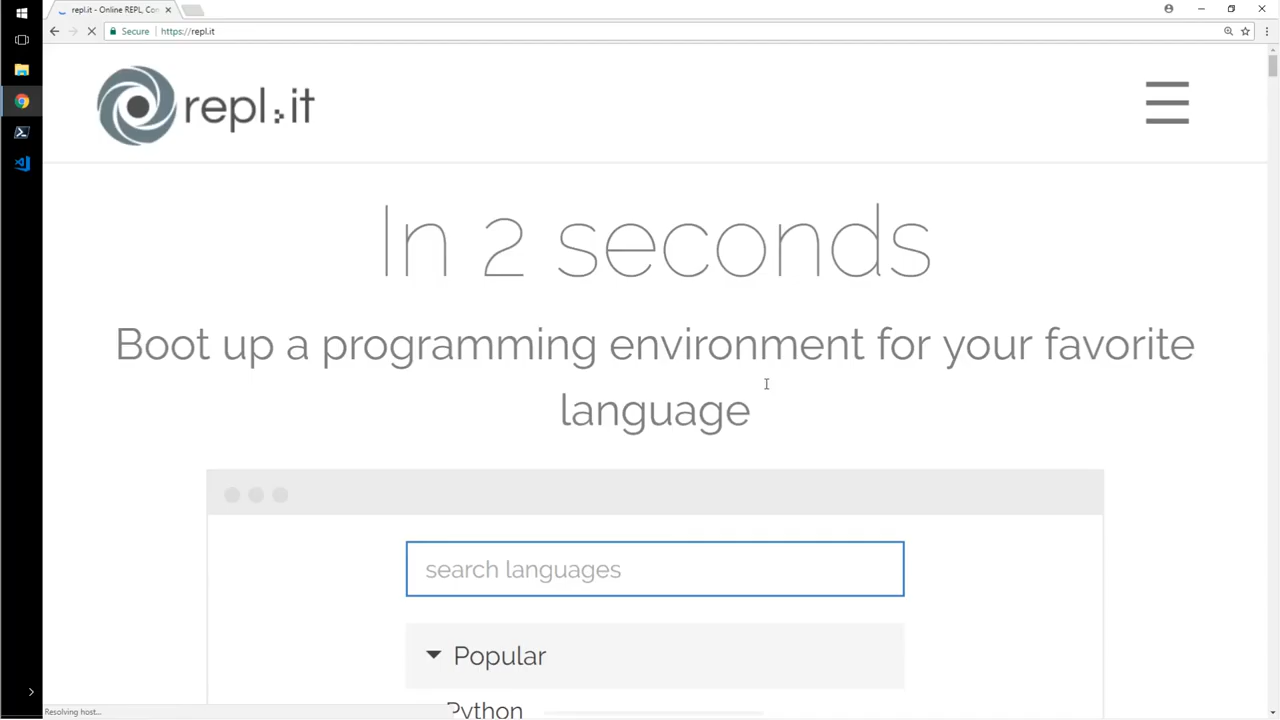 repl.it - Online REPL, Com
Secure
https://repl.it
repl.it
In 2 seconds
Boot up a programming environment for your favorite
language
search languages
Popular
Python
Resolving host...